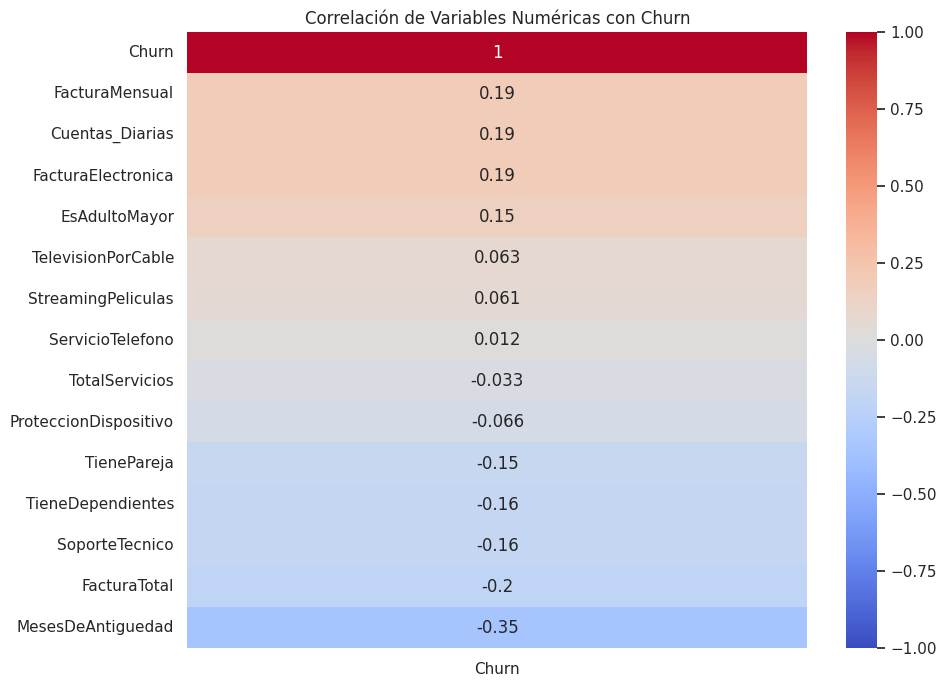 Correlación de Variables Numéricas con Churn
Churn 1
FacturaMensual 0.19
Cuentas_Diarias 0.19
FacturaElectronica 0.19
EsAdultoMayor 0.15
TelevisionPorCable 0.063
StreamingPeliculas 0.061
ServicioTelefono 0.012
TotalServicios -0.033
ProteccionDispositivo -0.066
TienePareja -0.15
TieneDependientes -0.16
SoporteTecnico -0.16
FacturaTotal -0.2
MesesDeAntiguedad -0.35
Churn
1.00
0.75
0.50
0.25
0.00
−0.25
−0.50
−0.75
−1.00